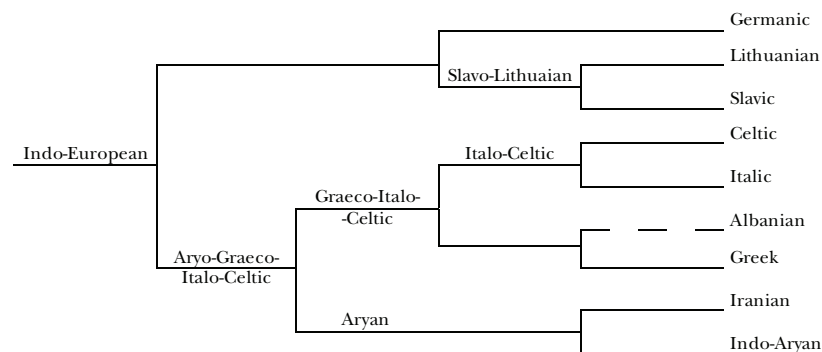 Germanic
Lithuanian
Slavo-Lithuaian
Slavic
Celtic
Indo-European
Italo-Celtic
Italic
Graeco-Italo-
-Celtic
Albanian
Aryo-Graeco-
Italo-Celtic
Greek
Iranian
Aryan
Indo-Aryan